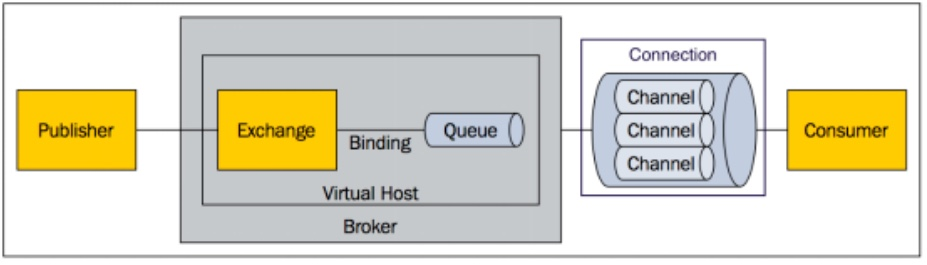 Publisher
Exchange
Binding
Queue
Virtual Host
Broker
Connection
Channel
Channel
Channel
Consumer